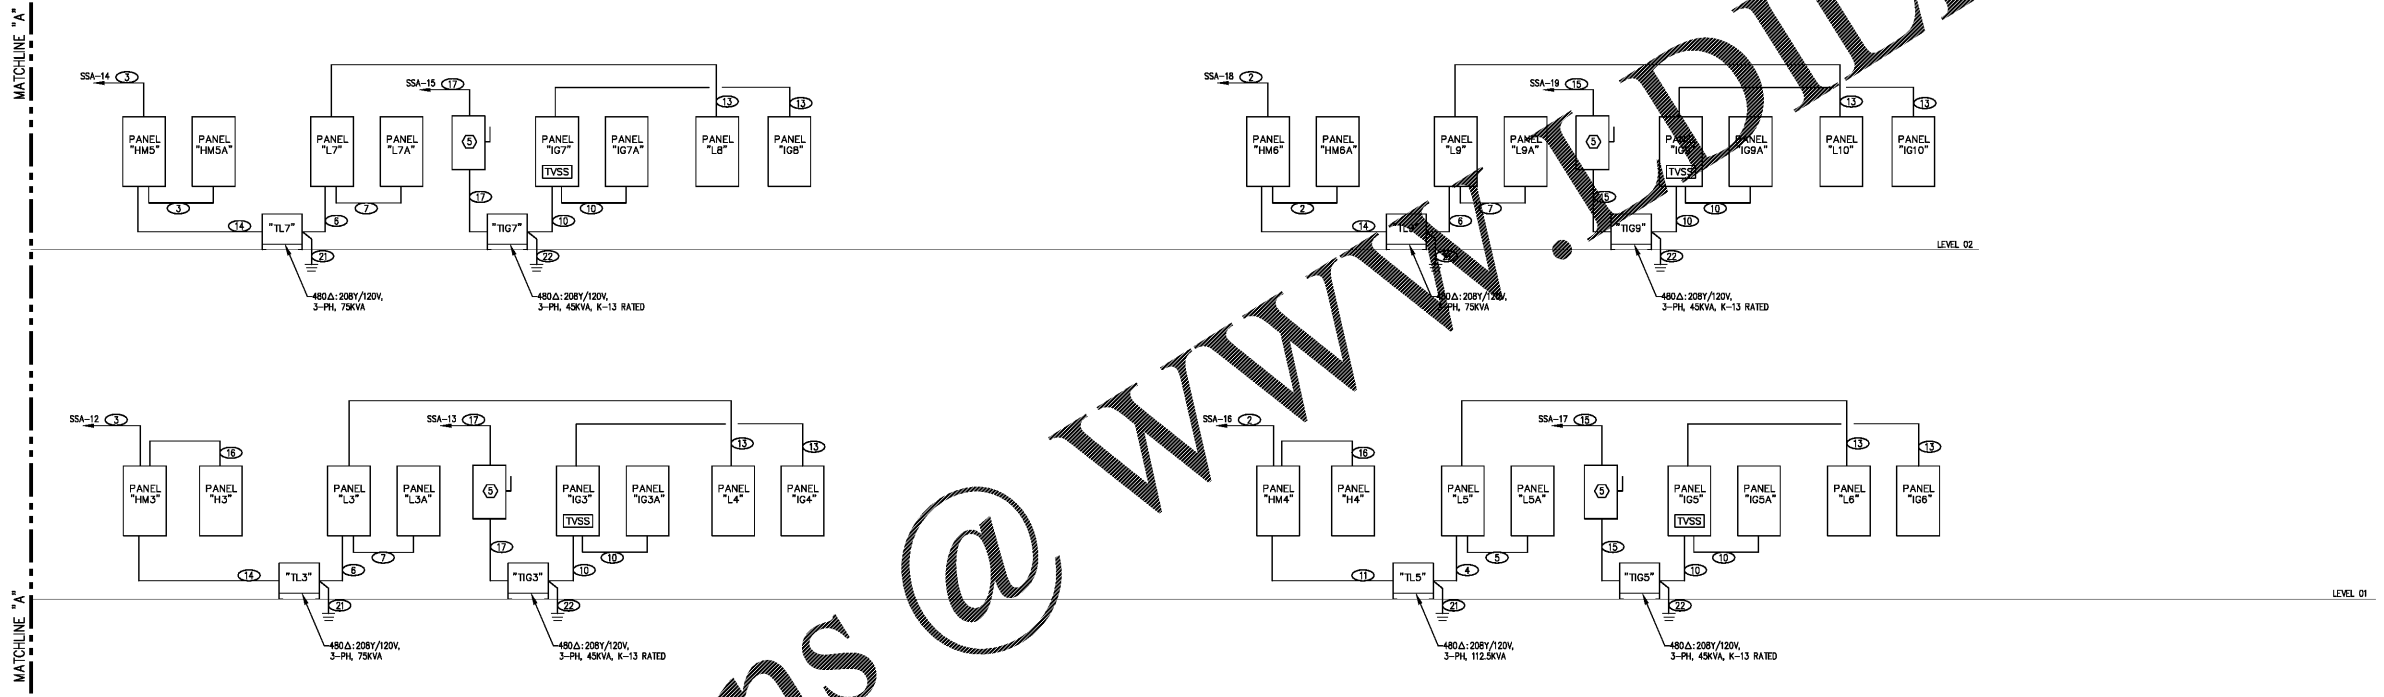 MATCHLINE "A"
SSA-14 3
SSA-15 17
13
13
PANEL "HM5"
PANEL "HM5A"
PANEL "L7"
PANEL "L7A"
5
PANEL "IG7"
TVSS
PANEL "IG7A"
PANEL "L8"
PANEL "IG8"
3
7
17
10
14
"TL7"
6
"TIG7"
10
21
22
480Δ:208Y/120V,
3-PH, 75KVA
480Δ:208Y/120V,
3-PH, 45KVA, K-13 RATED
SSA-18 2
SSA-19 15
13
13
PANEL "HM6"
PANEL "HM6A"
PANEL "L9"
PANEL "L9A"
5
PANEL
TVSS
PANEL "IG9A"
PANEL "L10"
PANEL "IG10"
2
7
15
10
14
6
"TIG9"
10
22
LEVEL 02
480Δ:208Y/120V,
3-PH, 75KVA
480Δ:208Y/120V,
3-PH, 45KVA, K-13 RATED
SSA-12 3
16
SSA-13 17
13
13
PANEL "HM3"
PANEL "H3"
PANEL "L3"
PANEL "L3A"
5
PANEL "IG3"
TVSS
PANEL "IG3A"
PANEL "L4"
PANEL "IG4"
7
17
10
14
"TL3"
6
"TIG3"
10
21
22
480Δ:208Y/120V,
3-PH, 75KVA
480Δ:208Y/120V,
3-PH, 45KVA, K-13 RATED
SSA-16 2
16
SSA-17 15
13
13
PANEL "HM4"
PANEL "H4"
PANEL "L5"
PANEL "L5A"
5
PANEL "IG5"
TVSS
PANEL "IG5A"
PANEL "L6"
PANEL "IG6"
5
15
10
11
"TL5"
4
"TIG5"
10
21
22
LEVEL 01
480Δ:208Y/120V,
3-PH, 112.5KVA
480Δ:208Y/120V,
3-PH, 45KVA, K-13 RATED
MATCHLINE "A"
@ www.